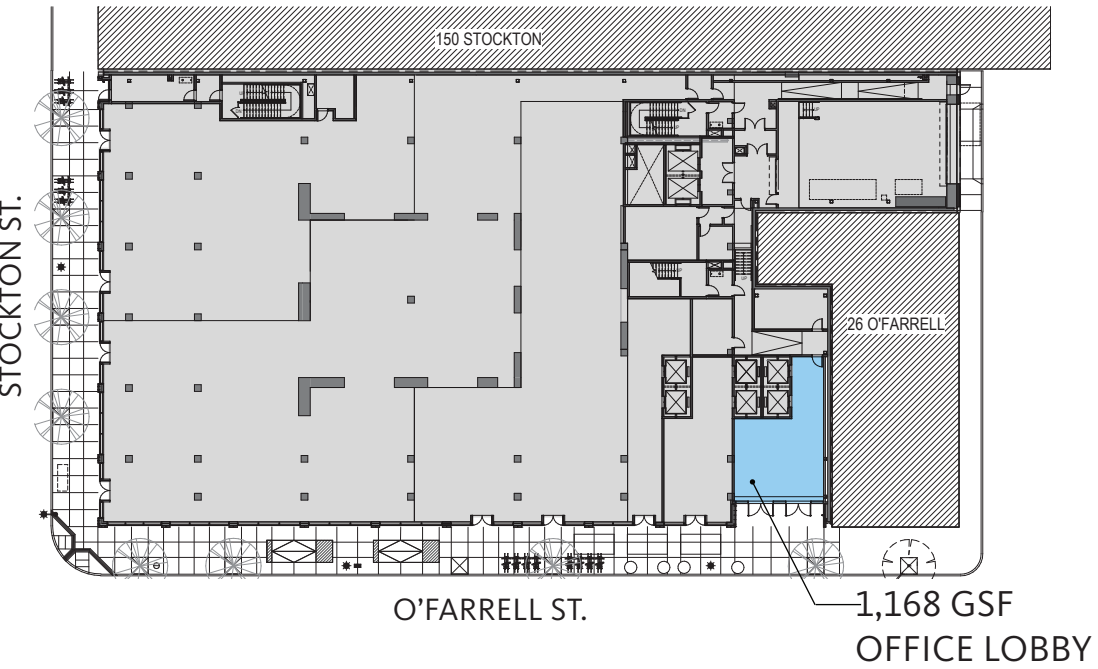 150 STOCKTON
STOCKTON ST.
26 O'FARRELL
O'FARRELL ST.
1,168 GSF
OFFICE LOBBY